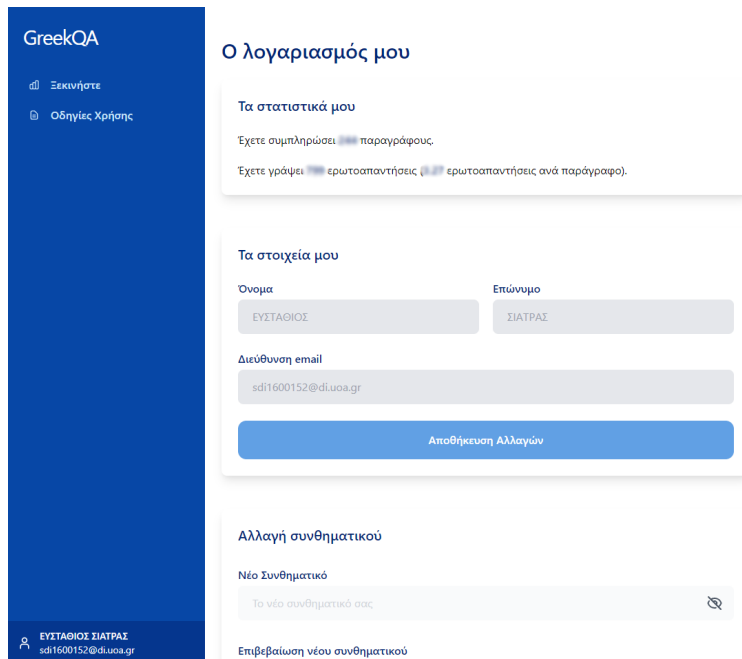 GreekQA
Ξεκινήστε
Οδηγίες Χρήσης
Ο λογαριασμός μου
Τα στατιστικά μου
Έχετε συμπληρώσει παραγράφους.
Έχετε γράψει ερωτοαπαντήσεις ( ερωτοαπαντήσεις ανά παράγραφο).
Τα στοιχεία μου
Όνομα
Επώνυμο
ΕΥΣΤΑΘΙΟΣ
ΣΙΑΤΡΑΣ
Διεύθυνση email
sdi1600152@di.uoa.gr
Αποθήκευση Αλλαγών
Αλλαγή συνθηματικού
Νέο Συνθηματικό
Το νέο συνθηματικό σας
Επιβεβαίωση νέου συνθηματικού
ΕΥΣΤΑΘΙΟΣ ΣΙΑΤΡΑΣ
sdi1600152@di.uoa.gr